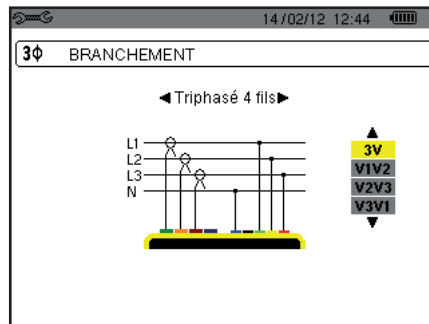 14/02/12 12:44
3ϕ BRANCHEMENT
◄Triphasé 4 fils►
L1
L2
L3
N
3V
V1V2
V2V3
V3V1